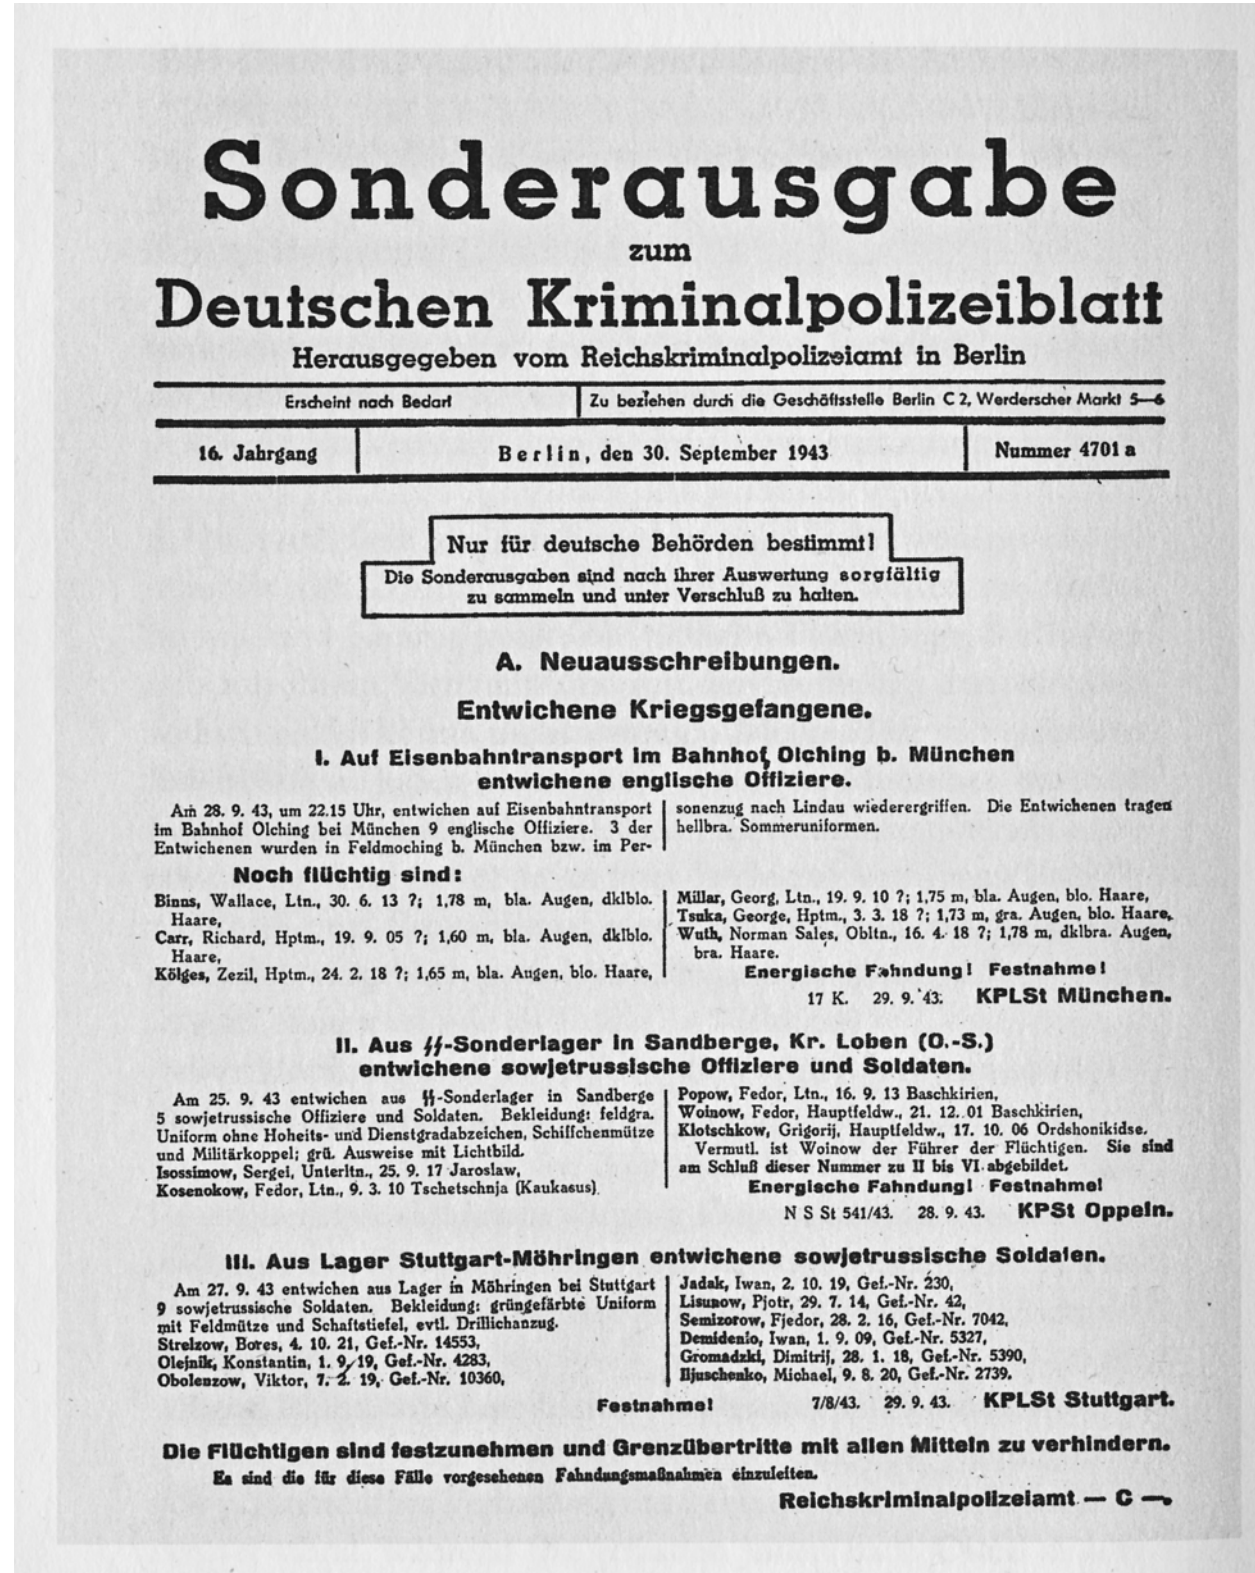 Sonderausgabe
zum
Deutschen Kriminalpolizeiblatt
Herausgegeben vom Reichskriminalpolizeiamt in Berlin
Erscheint nach Bedarf
Zu beziehen durch die Geschäftsstelle Berlin C 2, Werderscher Markt 5—6
16. Jahrgang
Berlin, den 30. September 1943
Nummer 4701 a
Nur für deutsche Behörden bestimmt!
Die Sonderausgaben sind nach ihrer Auswertung sorgfältig
zu sammeln und unter Verschluß zu halten.
A. Neuausschreibungen.
Entwichene Kriegsgefangene.
I. Auf Eisenbahntransport im Bahnhof Olching b. München
entwichene englische Offiziere.
Am 28. 9. 43, um 22.15 Uhr, entwichen auf Eisenbahntransport
im Bahnhof Olching bei München 9 englische Offiziere. 3 der
Entwichenen wurden in Feldmoching b. München bzw. im Per-
sonenzug nach Lindau wiederergriffen. Die Entwichenen tragen
hellbra. Sommeruniformen.
Noch flüchtig sind:
Binns, Wallace, Ltn., 30. 6. 13 ?; 1,78 m, bla. Augen, dklblo.
Haare,
Carr, Richard, Hptm., 19. 9. 05 ?; 1,60 m, bla. Augen, dklblo.
Haare,
Kölges, Zezil, Hptm., 24. 2. 18 ?; 1,65 m, bla. Augen, blo. Haare,
Millar, Georg, Ltn., 19. 9. 10 ?; 1,75 m, bla. Augen, blo. Haare,
Tsuka, George, Hptm., 3. 3. 18 ?; 1,73 m, gra. Augen, blo. Haare,
Wuth, Norman Sales, Obltn., 16. 4. 18 ?; 1,78 m, dklbra. Augen,
bra. Haare.
Energische Fahndung! Festnahme!
17 K. 29. 9. 43. KPLSt München.
II. Aus SS-Sonderlager in Sandberge, Kr. Loben (O.-S.)
entwichene sowjetrussische Offiziere und Soldaten.
Am 25. 9. 43 entwichen aus SS-Sonderlager in Sandberge
5 sowjetrussische Offiziere und Soldaten. Bekleidung: feldgra.
Uniform ohne Hoheits- und Dienstgradabzeichen, Schiffchenmütze
und Militärkoppel; grü. Ausweise mit Lichtbild.
Isossimow, Sergei, Unterltn., 25. 9. 17 Jaroslaw,
Kosenokow, Fedor, Ltn., 9. 3. 10 Tschetschnja (Kaukasus)
Popow, Fedor, Ltn., 16. 9. 13 Baschkirien,
Woinow, Fedor, Hauptfeldw., 21. 12. 01 Baschkirien,
Klotschkow, Grigorij, Hauptfeldw., 17. 10. 06 Ordshonikidse.
Vermutl. ist Woinow der Führer der Flüchtigen. Sie sind
am Schluß dieser Nummer zu II bis VI abgebildet.
Energische Fahndung! Festnahme!
N S St 541/43. 28. 9. 43. KPSt Oppeln.
III. Aus Lager Stuttgart-Möhringen entwichene sowjetrussische Soldaten.
Am 27. 9. 43 entwichen aus Lager in Möhringen bei Stuttgart
9 sowjetrussische Soldaten. Bekleidung: grüngefärbte Uniform
mit Feldmütze und Schaftstiefel, evtl. Drillichanzug.
Strelzow, Bores, 4. 10. 21, Gef.-Nr. 14553,
Olejnik, Konstantin, 1. 9. 19, Gef.-Nr. 4283,
Obolenzow, Viktor, 7. 2. 19, Gef.-Nr. 10360,
Jadak, Iwan, 2. 10. 19, Gef.-Nr. 230,
Lisunow, Pjotr, 29. 7. 14, Gef.-Nr. 42,
Semizorow, Fjedor, 28. 2. 16, Gef.-Nr. 7042,
Demidenio, Iwan, 1. 9. 09, Gef.-Nr. 5327,
Gromadzki, Dimitrij, 28. 1. 18, Gef.-Nr. 5390,
Iljuschenko, Michael, 9. 8. 20, Gef.-Nr. 2739.
Festnahme! 7/8/43. 29. 9. 43. KPLSt Stuttgart.
Die Flüchtigen sind festzunehmen und Grenzübertritte mit allen Mitteln zu verhindern.
Es sind die für diese Fälle vorgesehenen Fahndungsmaßnahmen einzuleiten.
Reichskriminalpolizeiamt — C —.